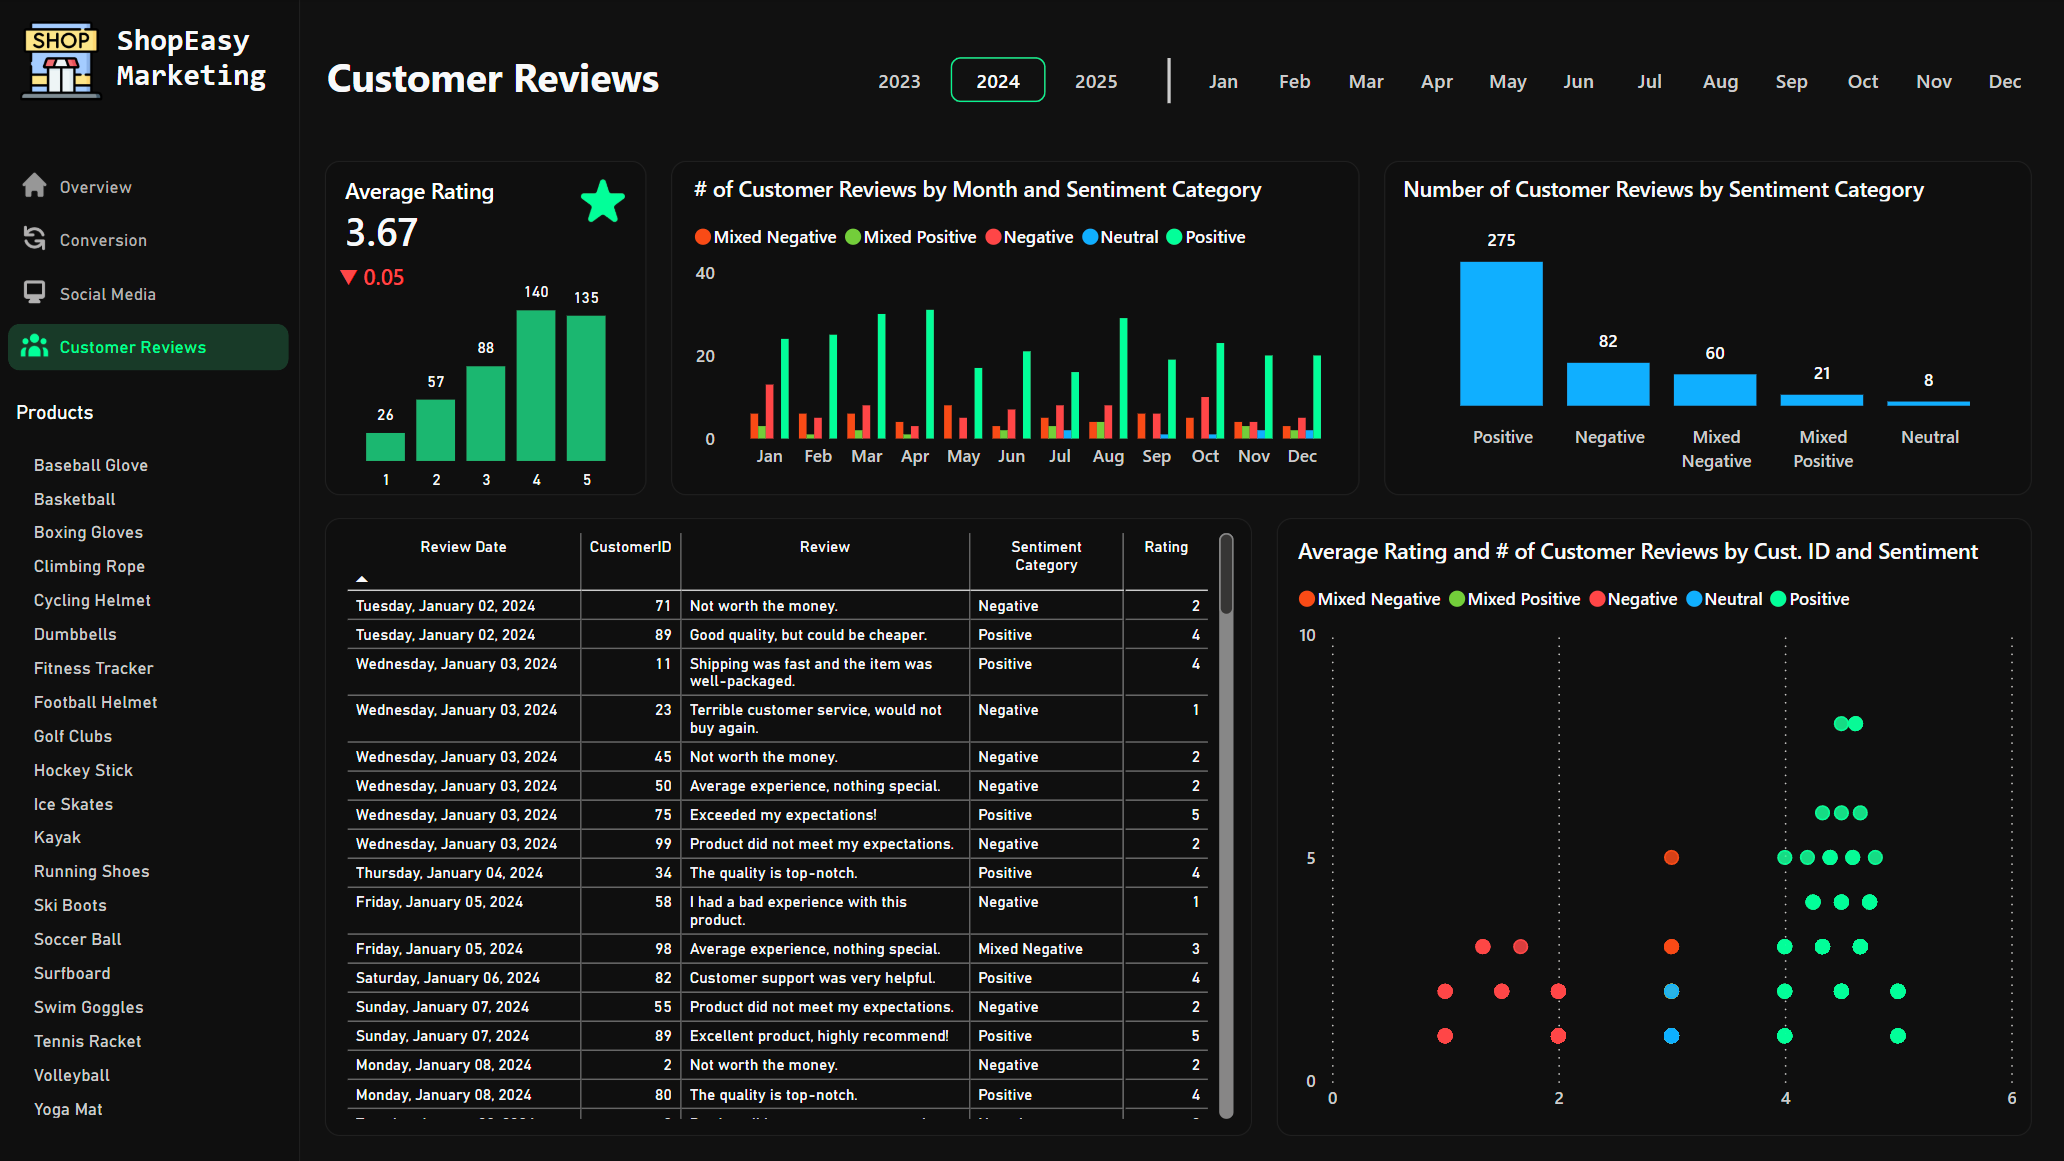 SHOP
ShopEasy
Marketing
Overview
Conversion
Social Media
Customer Reviews
Products
Baseball Glove
Basketball
Boxing Gloves
Climbing Rope
Cycling Helmet
Dumbbells
Fitness Tracker
Football Helmet
Golf Clubs
Hockey Stick
Ice Skates
Kayak
Running Shoes
Ski Boots
Soccer Ball
Surfboard
Swim Goggles
Tennis Racket
Volleyball
Yoga Mat
Customer Reviews
2023 2024 2025 Jan Feb Mar Apr May Jun Jul Aug Sep Oct Nov Dec
Average Rating
3.67
▼ 0.05
26 57 88 140 135
1 2 3 4 5
# of Customer Reviews by Month and Sentiment Category
Mixed Negative Mixed Positive Negative Neutral Positive
40
20
0
Jan Feb Mar Apr May Jun Jul Aug Sep Oct Nov Dec
Number of Customer Reviews by Sentiment Category
275 82 60 21 8
Positive Negative Mixed Mixed Neutral
Negative Positive
Review Date CustomerID Review Sentiment Rating
Category
Tuesday, January 02, 2024 71 Not worth the money. Negative 2
Tuesday, January 02, 2024 89 Good quality, but could be cheaper. Positive 4
Wednesday, January 03, 2024 11 Shipping was fast and the item was Positive 4
well-packaged.
Wednesday, January 03, 2024 23 Terrible customer service, would not Negative 1
buy again.
Wednesday, January 03, 2024 45 Not worth the money. Negative 2
Wednesday, January 03, 2024 50 Average experience, nothing special. Negative 2
Wednesday, January 03, 2024 75 Exceeded my expectations! Positive 5
Wednesday, January 03, 2024 99 Product did not meet my expectations. Negative 2
Thursday, January 04, 2024 34 The quality is top-notch. Positive 4
Friday, January 05, 2024 58 I had a bad experience with this Negative 1
product.
Friday, January 05, 2024 98 Average experience, nothing special. Mixed Negative 3
Saturday, January 06, 2024 82 Customer support was very helpful. Positive 4
Sunday, January 07, 2024 55 Product did not meet my expectations. Negative 2
Sunday, January 07, 2024 89 Excellent product, highly recommend! Positive 5
Monday, January 08, 2024 2 Not worth the money. Negative 2
Monday, January 08, 2024 80 The quality is top-notch. Positive 4
Average Rating and # of Customer Reviews by Cust. ID and Sentiment
Mixed Negative Mixed Positive Negative Neutral Positive
10
5
0
0 2 4 6